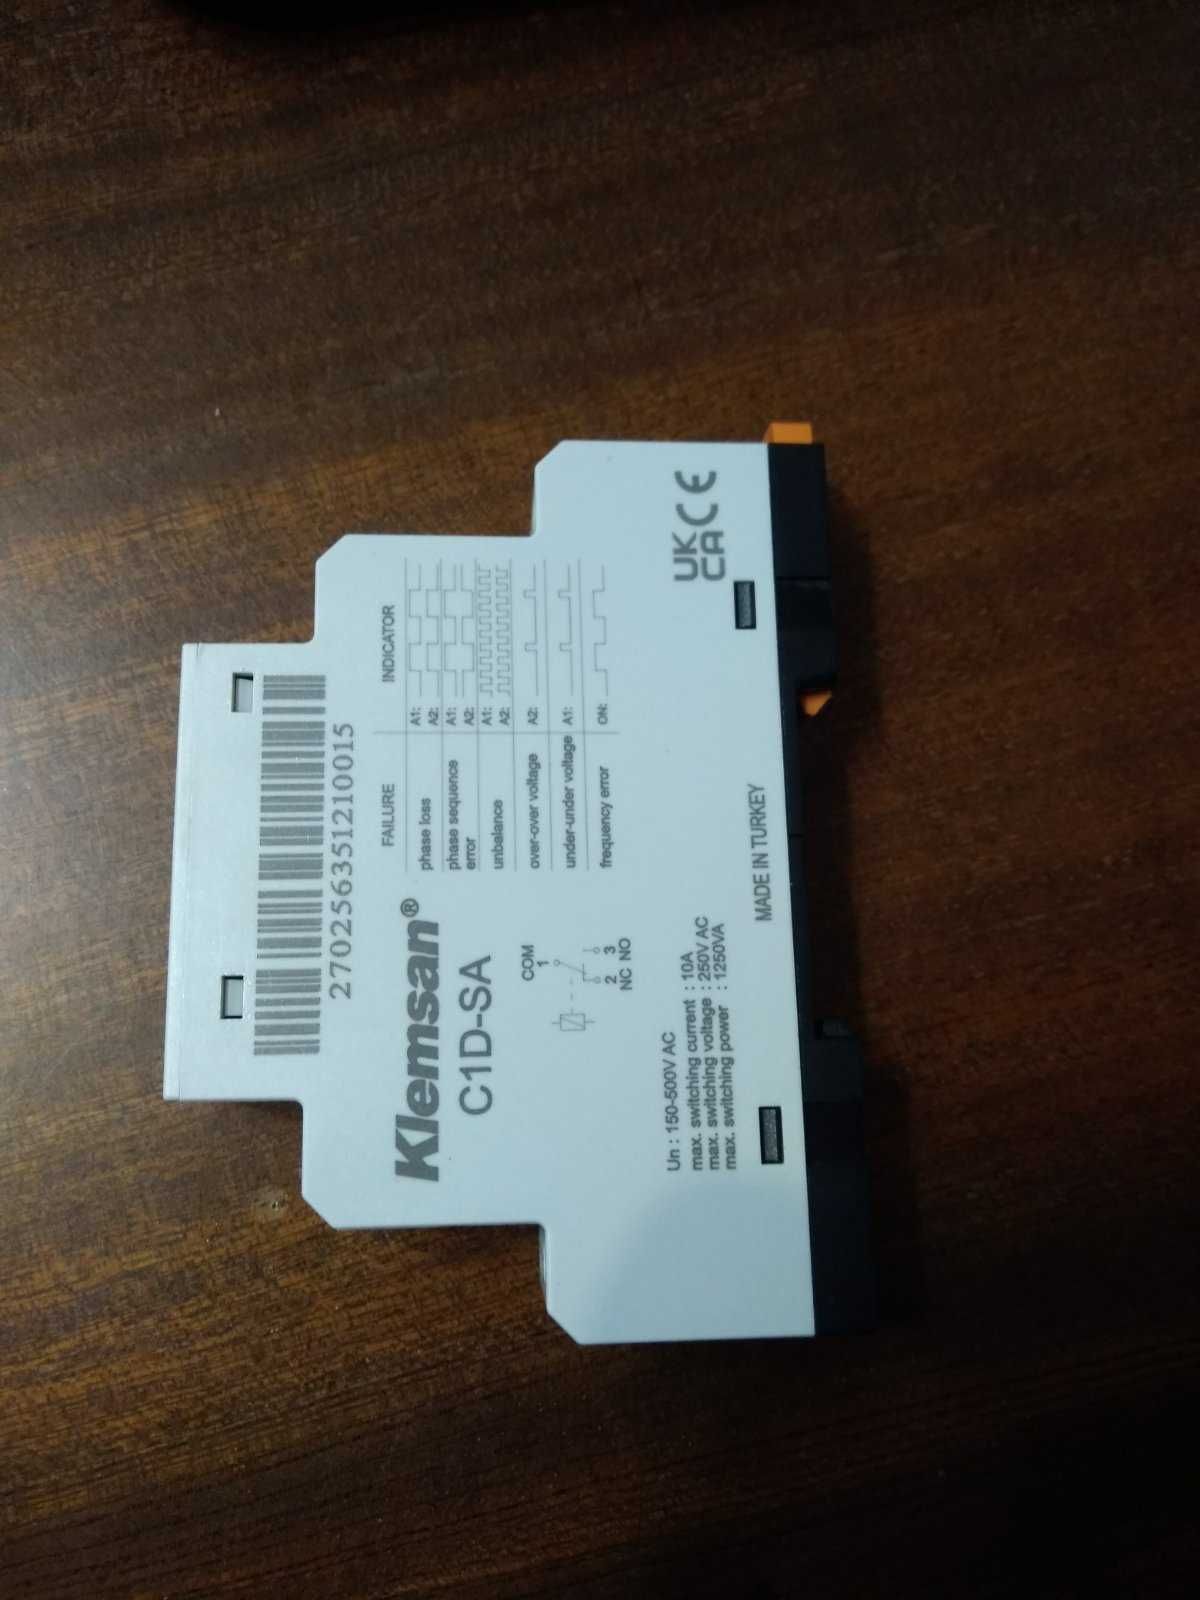 270256351210015
Klemsan®
C1D-SA
COM
1
2 3
NC NO
FAILURE INDICATOR
phase loss A1:
A2:
phase sequence A1:
error A2:
unbalance A1:
A2:
over-over voltage A2:
under-under voltage A1:
frequency error ON:
Un : 150-500V AC
max. switching current : 10A
max. switching voltage : 250V AC
max. switching power : 1250VA
MADE IN TURKEY
UK
CA CE